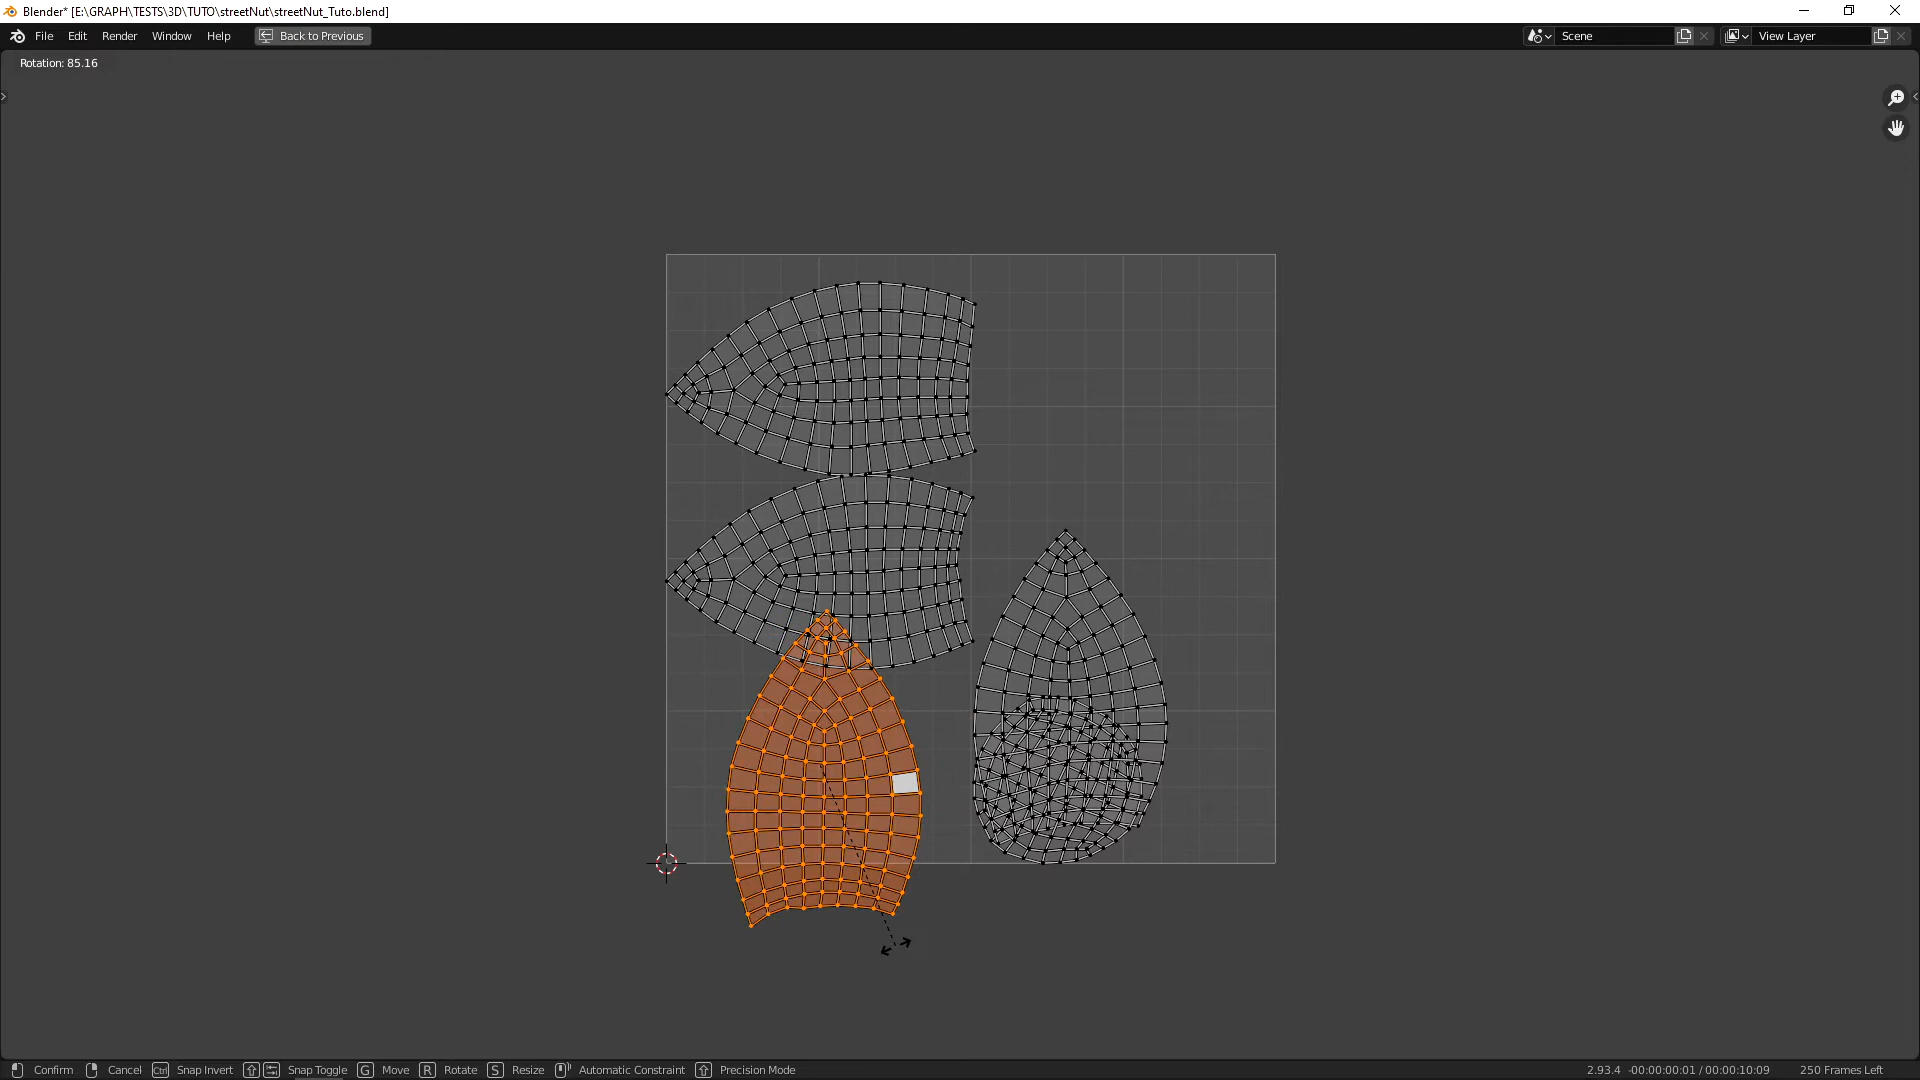 Blender* [E:\GRAPH\TESTS\3D\TUTO\streetNut\streetNut_Tuto.blend]
File Edit Render Window Help Back to Previous Scene View Layer
Rotation: 85.16
Confirm Cancel Ctrl Snap Invert Snap Toggle G Move R Rotate S Resize Automatic Constraint Precision Mode 2.93.4 -00:00:00:01 / 00:00:10:09 250 Frames Left